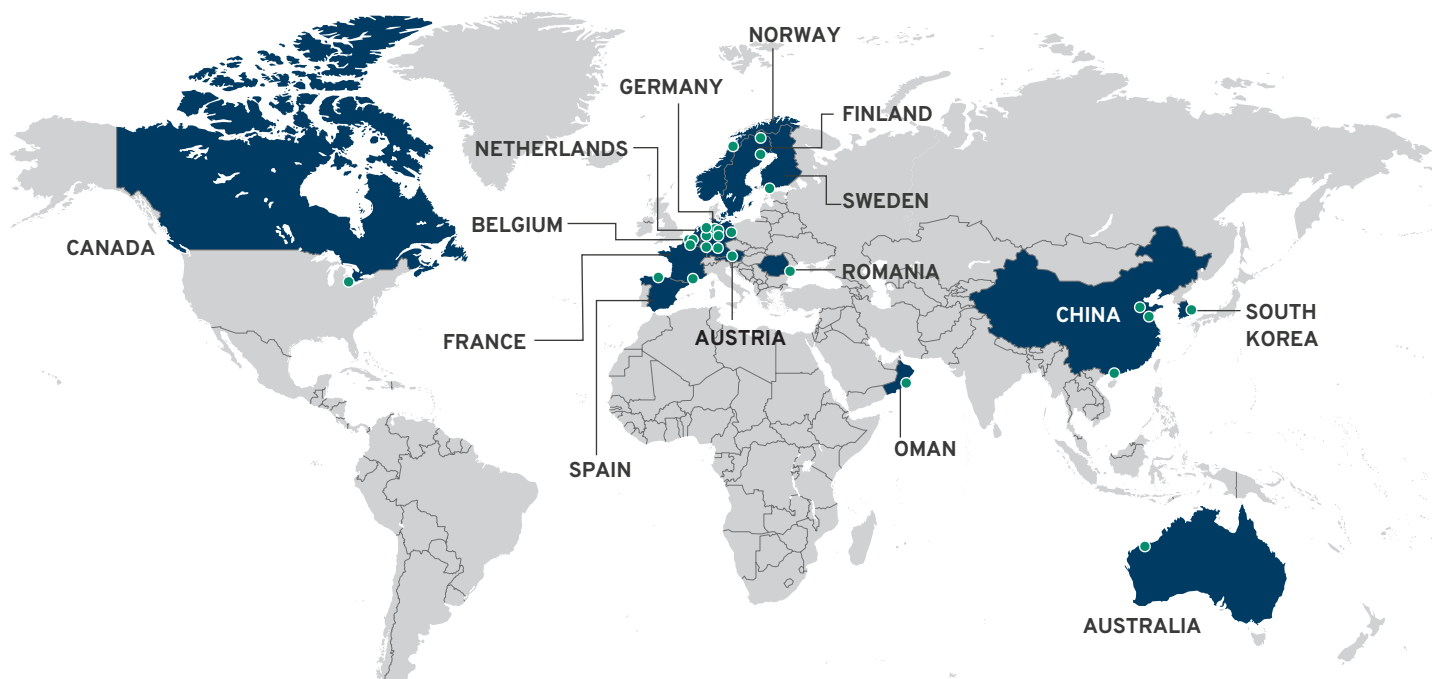 NORWAY
GERMANY
FINLAND
NETHERLANDS
SWEDEN
BELGIUM
CANADA
ROMANIA
CHINA
SOUTH
KOREA
FRANCE
AUSTRIA
OMAN
SPAIN
AUSTRALIA